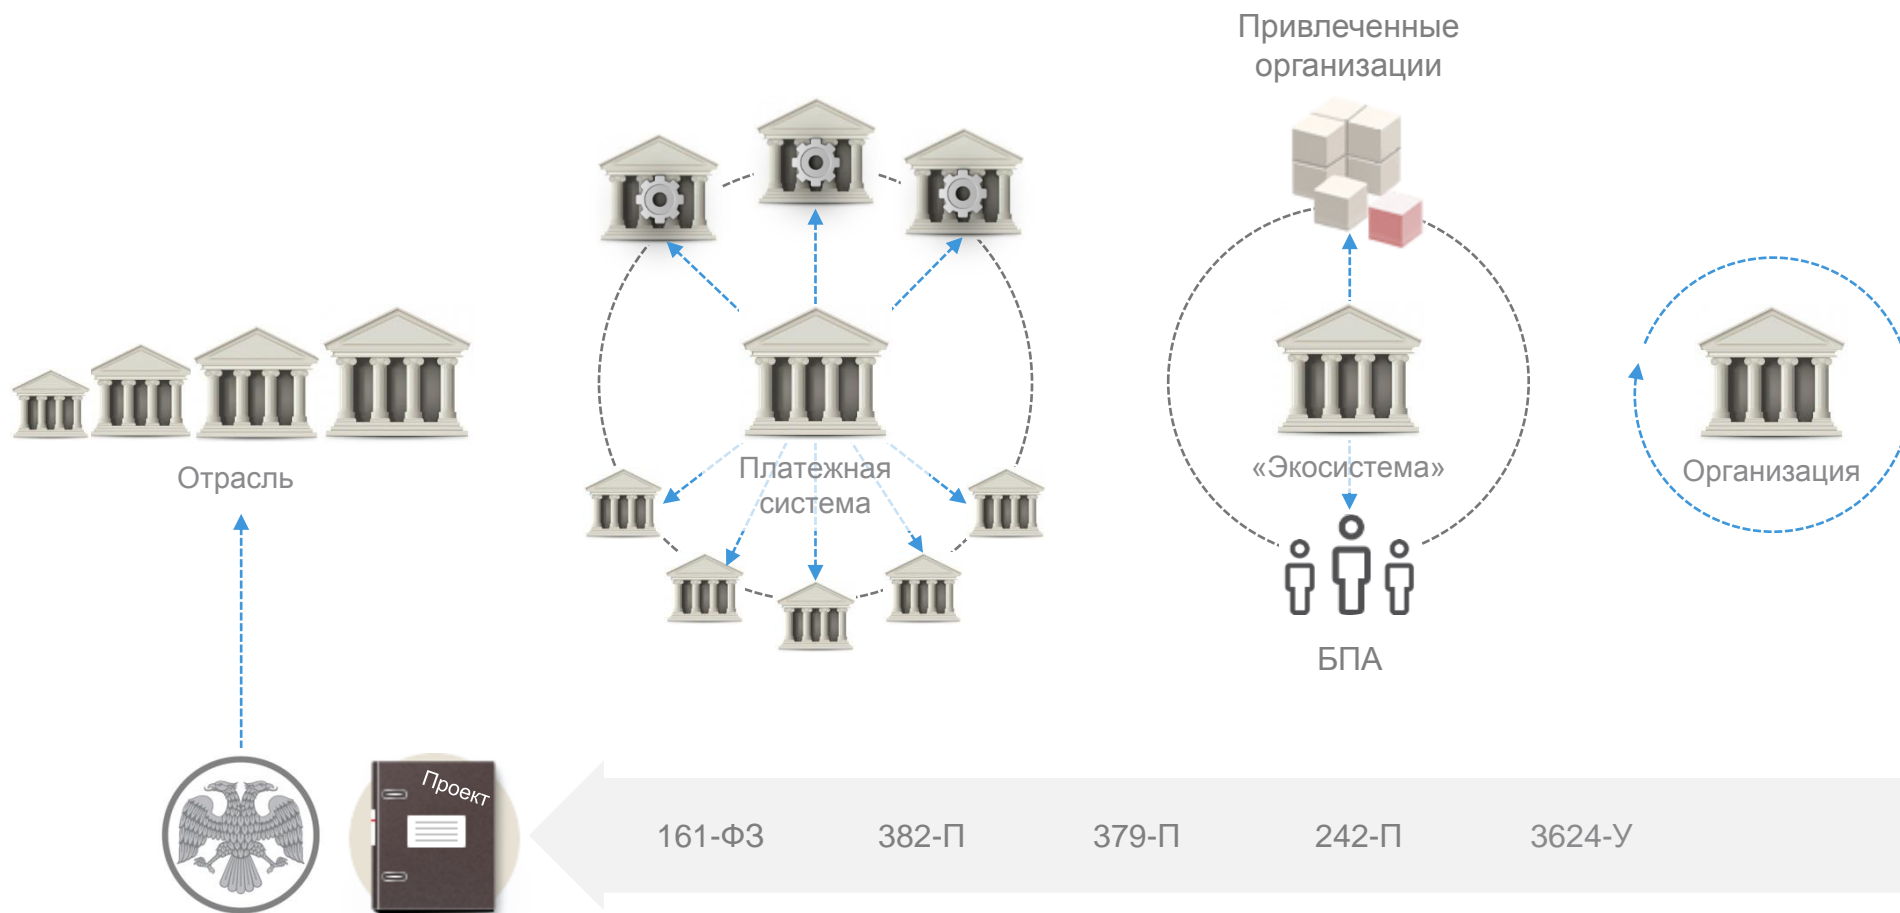 Привлеченные
организации
Отрасль
Платежная
система
«Экосистема»
Организация
БПА
Проект
161-ФЗ
382-П
379-П
242-П
3624-У